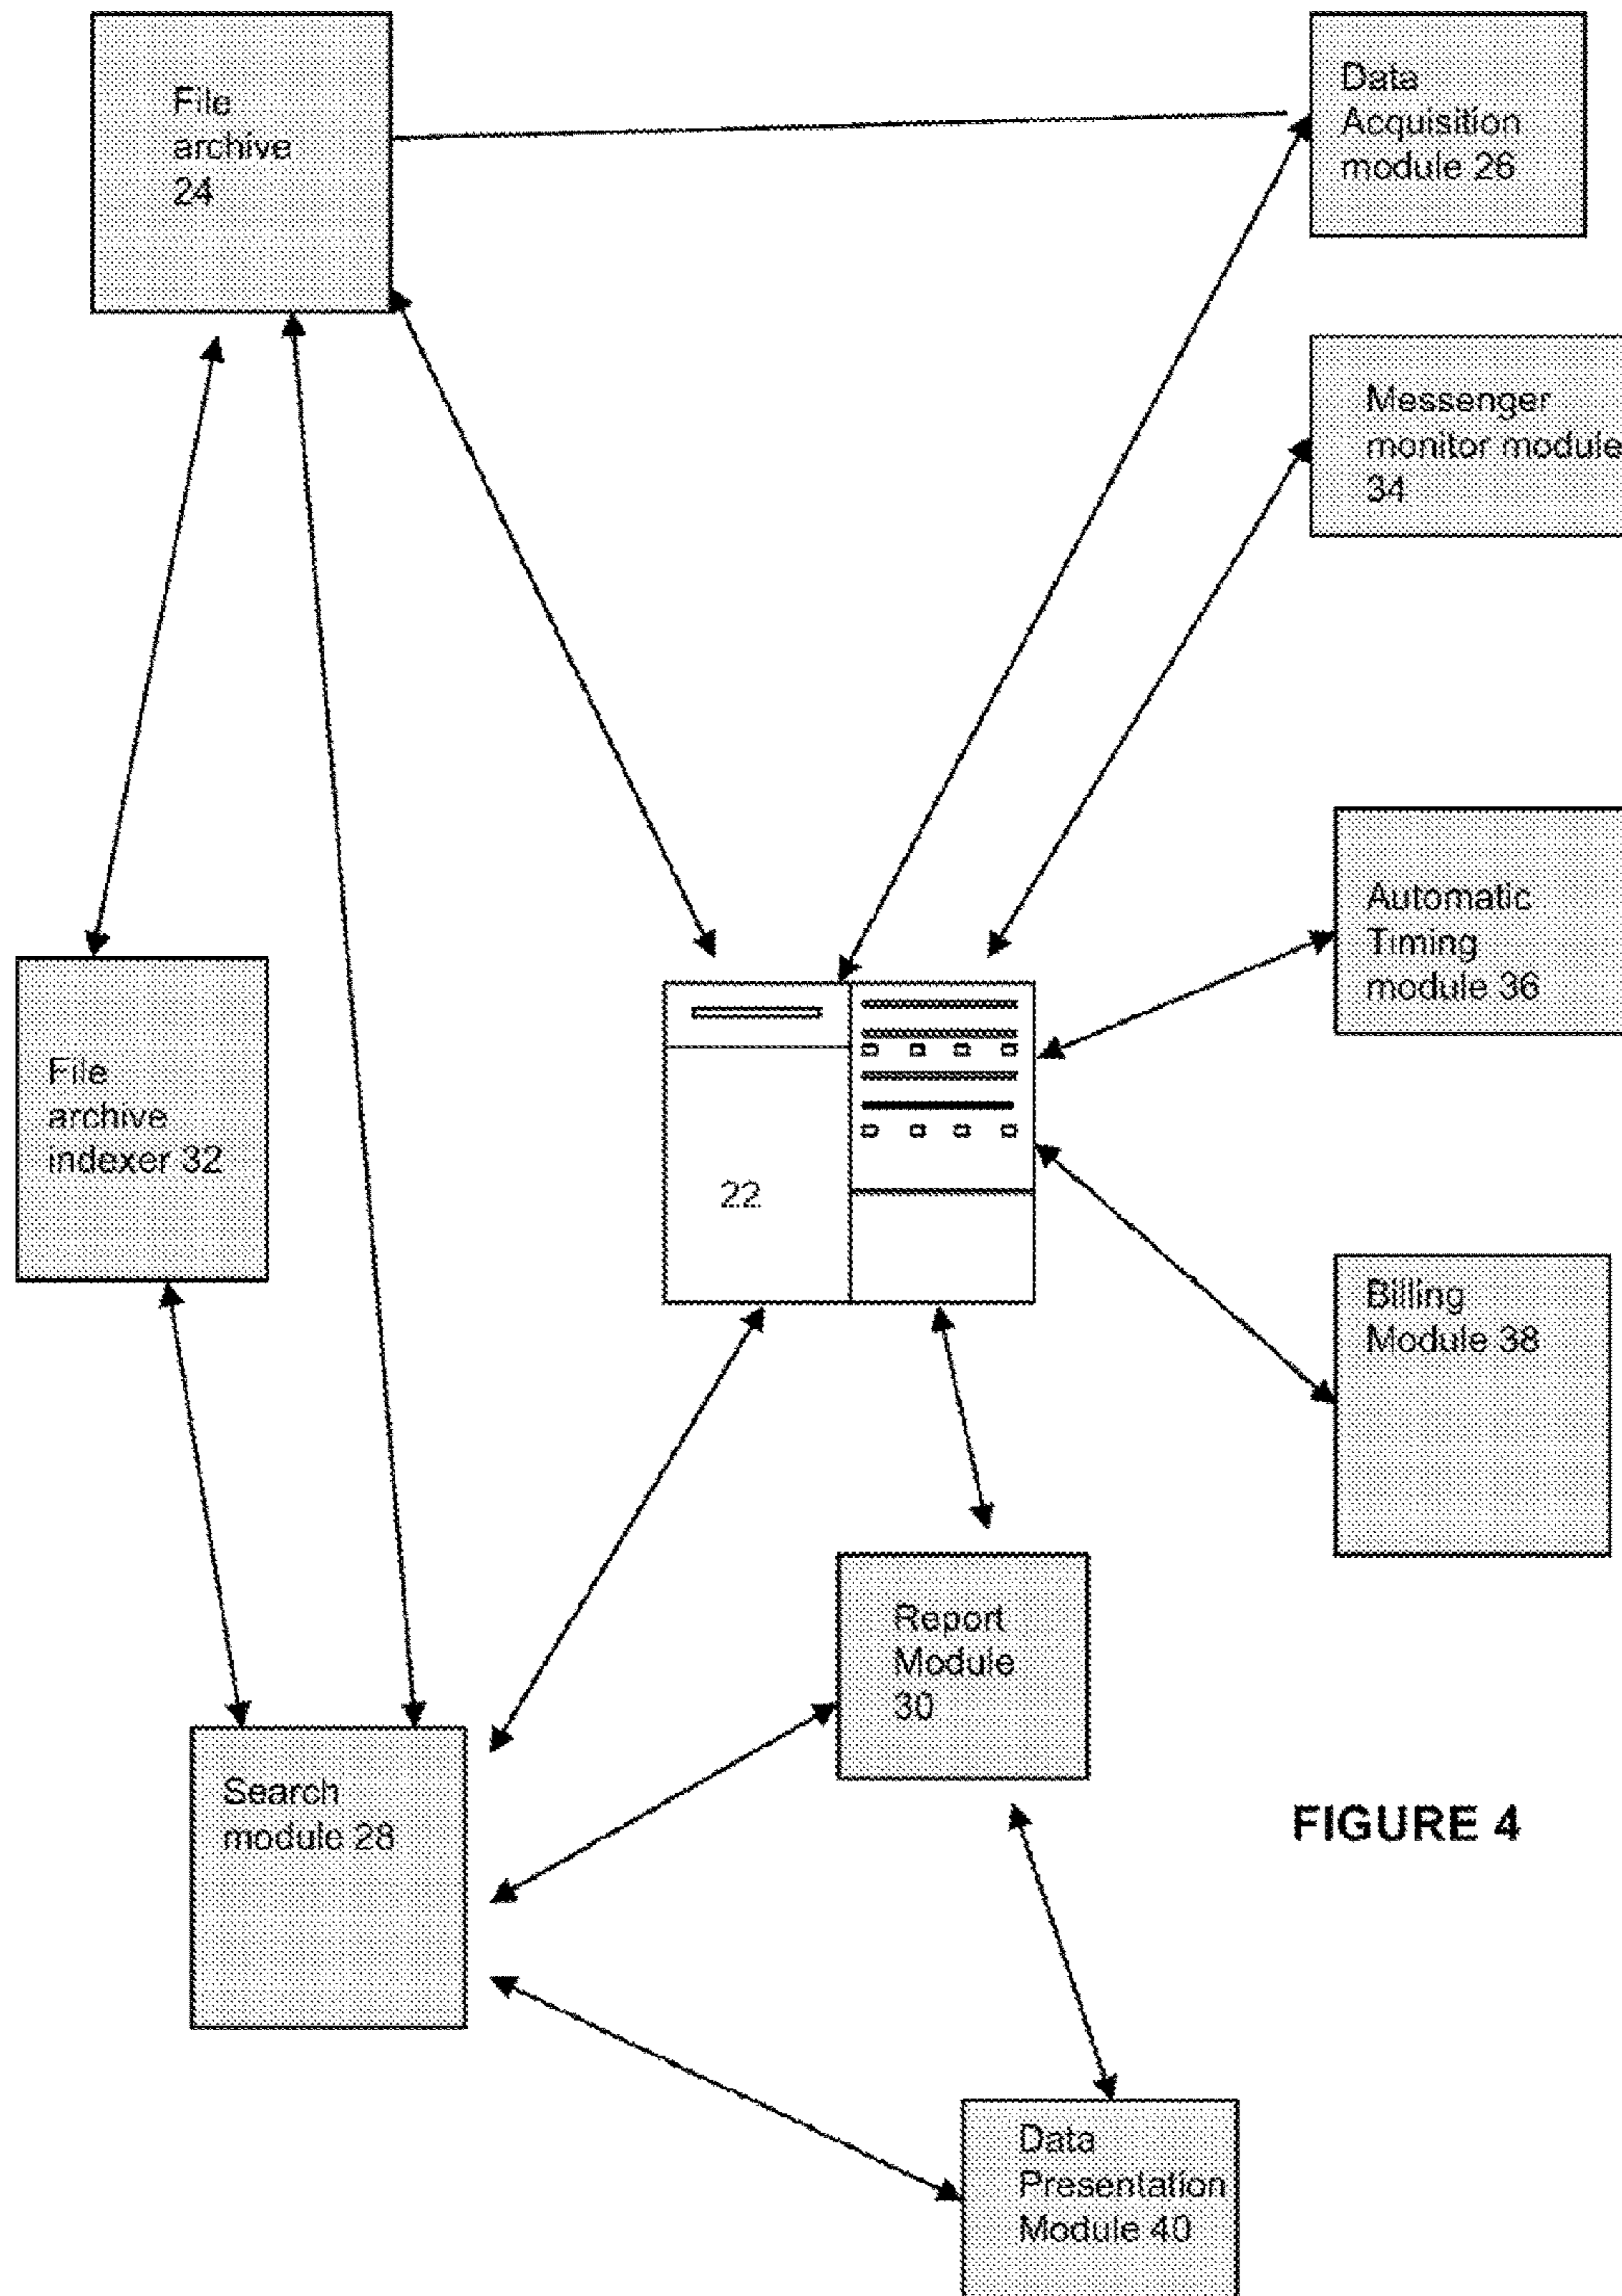 File
archive
24
Data
Acquisition
module 26
Messenger
monitor module
34
Automatic
Timing
module 36
File
archive
indexer 32
22
Billing
Module 38
Report
Module
30
Search
module 28
FIGURE 4
Data
Presentation
Module 40